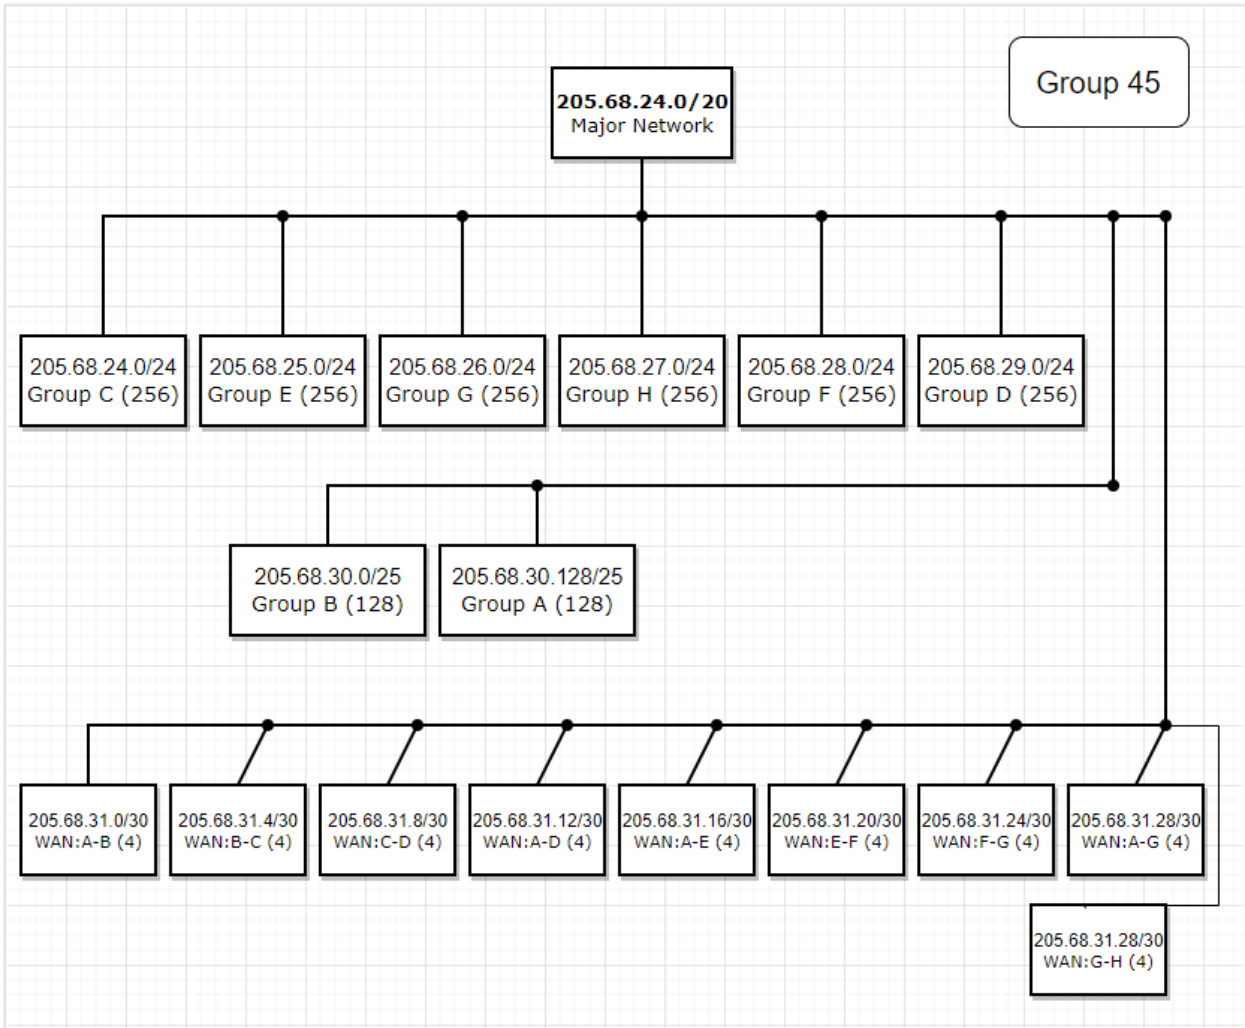 Group 45
205.68.24.0/20
Major Network
205.68.24.0/24
Group C (256)
205.68.25.0/24
Group E (256)
205.68.26.0/24
Group G (256)
205.68.27.0/24
Group H (256)
205.68.28.0/24
Group F (256)
205.68.29.0/24
Group D (256)
205.68.30.0/25
Group B (128)
205.68.30.128/25
Group A (128)
205.68.31.0/30
WAN:A-B (4)
205.68.31.4/30
WAN:B-C (4)
205.68.31.8/30
WAN:C-D (4)
205.68.31.12/30
WAN:A-D (4)
205.68.31.16/30
WAN:A-E (4)
205.68.31.20/30
WAN:E-F (4)
205.68.31.24/30
WAN:F-G (4)
205.68.31.28/30
WAN:A-G (4)
205.68.31.28/30
WAN:G-H (4)